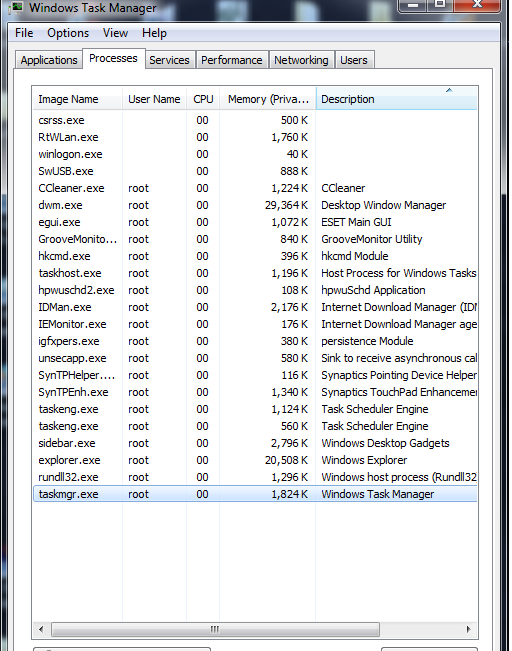 Windows Task Manager
File Options View Help
Applications Processes Services Performance Networking Users
Image Name User Name CPU Memory (Priva... Description
csrss.exe 00 500 K
RtWLan.exe 00 1,760 K
winlogon.exe 00 40 K
SwUSB.exe 00 888 K
CCleaner.exe root 00 1,224 K CCleaner
dwm.exe root 00 29,364 K Desktop Window Manager
egui.exe root 00 1,072 K ESET Main GUI
GrooveMonito... root 00 840 K GrooveMonitor Utility
hkcmd.exe root 00 396 K hkcmd Module
taskhost.exe root 00 1,196 K Host Process for Windows Tasks
hpwuschd2.exe root 00 108 K hpwuSchd Application
IDMan.exe root 00 2,176 K Internet Download Manager (IDM
IEMonitor.exe root 00 176 K Internet Download Manager age
igfxpers.exe root 00 380 K persistence Module
unsecapp.exe root 00 580 K Sink to receive asynchronous cal
SynTPHelper.... root 00 116 K Synaptics Pointing Device Helper
SynTPEnh.exe root 00 1,340 K Synaptics TouchPad Enhancemen
taskeng.exe root 00 1,124 K Task Scheduler Engine
taskeng.exe root 00 560 K Task Scheduler Engine
sidebar.exe root 00 2,796 K Windows Desktop Gadgets
explorer.exe root 00 20,508 K Windows Explorer
rundll32.exe root 00 1,296 K Windows host process (Rundll32
taskmgr.exe root 00 1,824 K Windows Task Manager